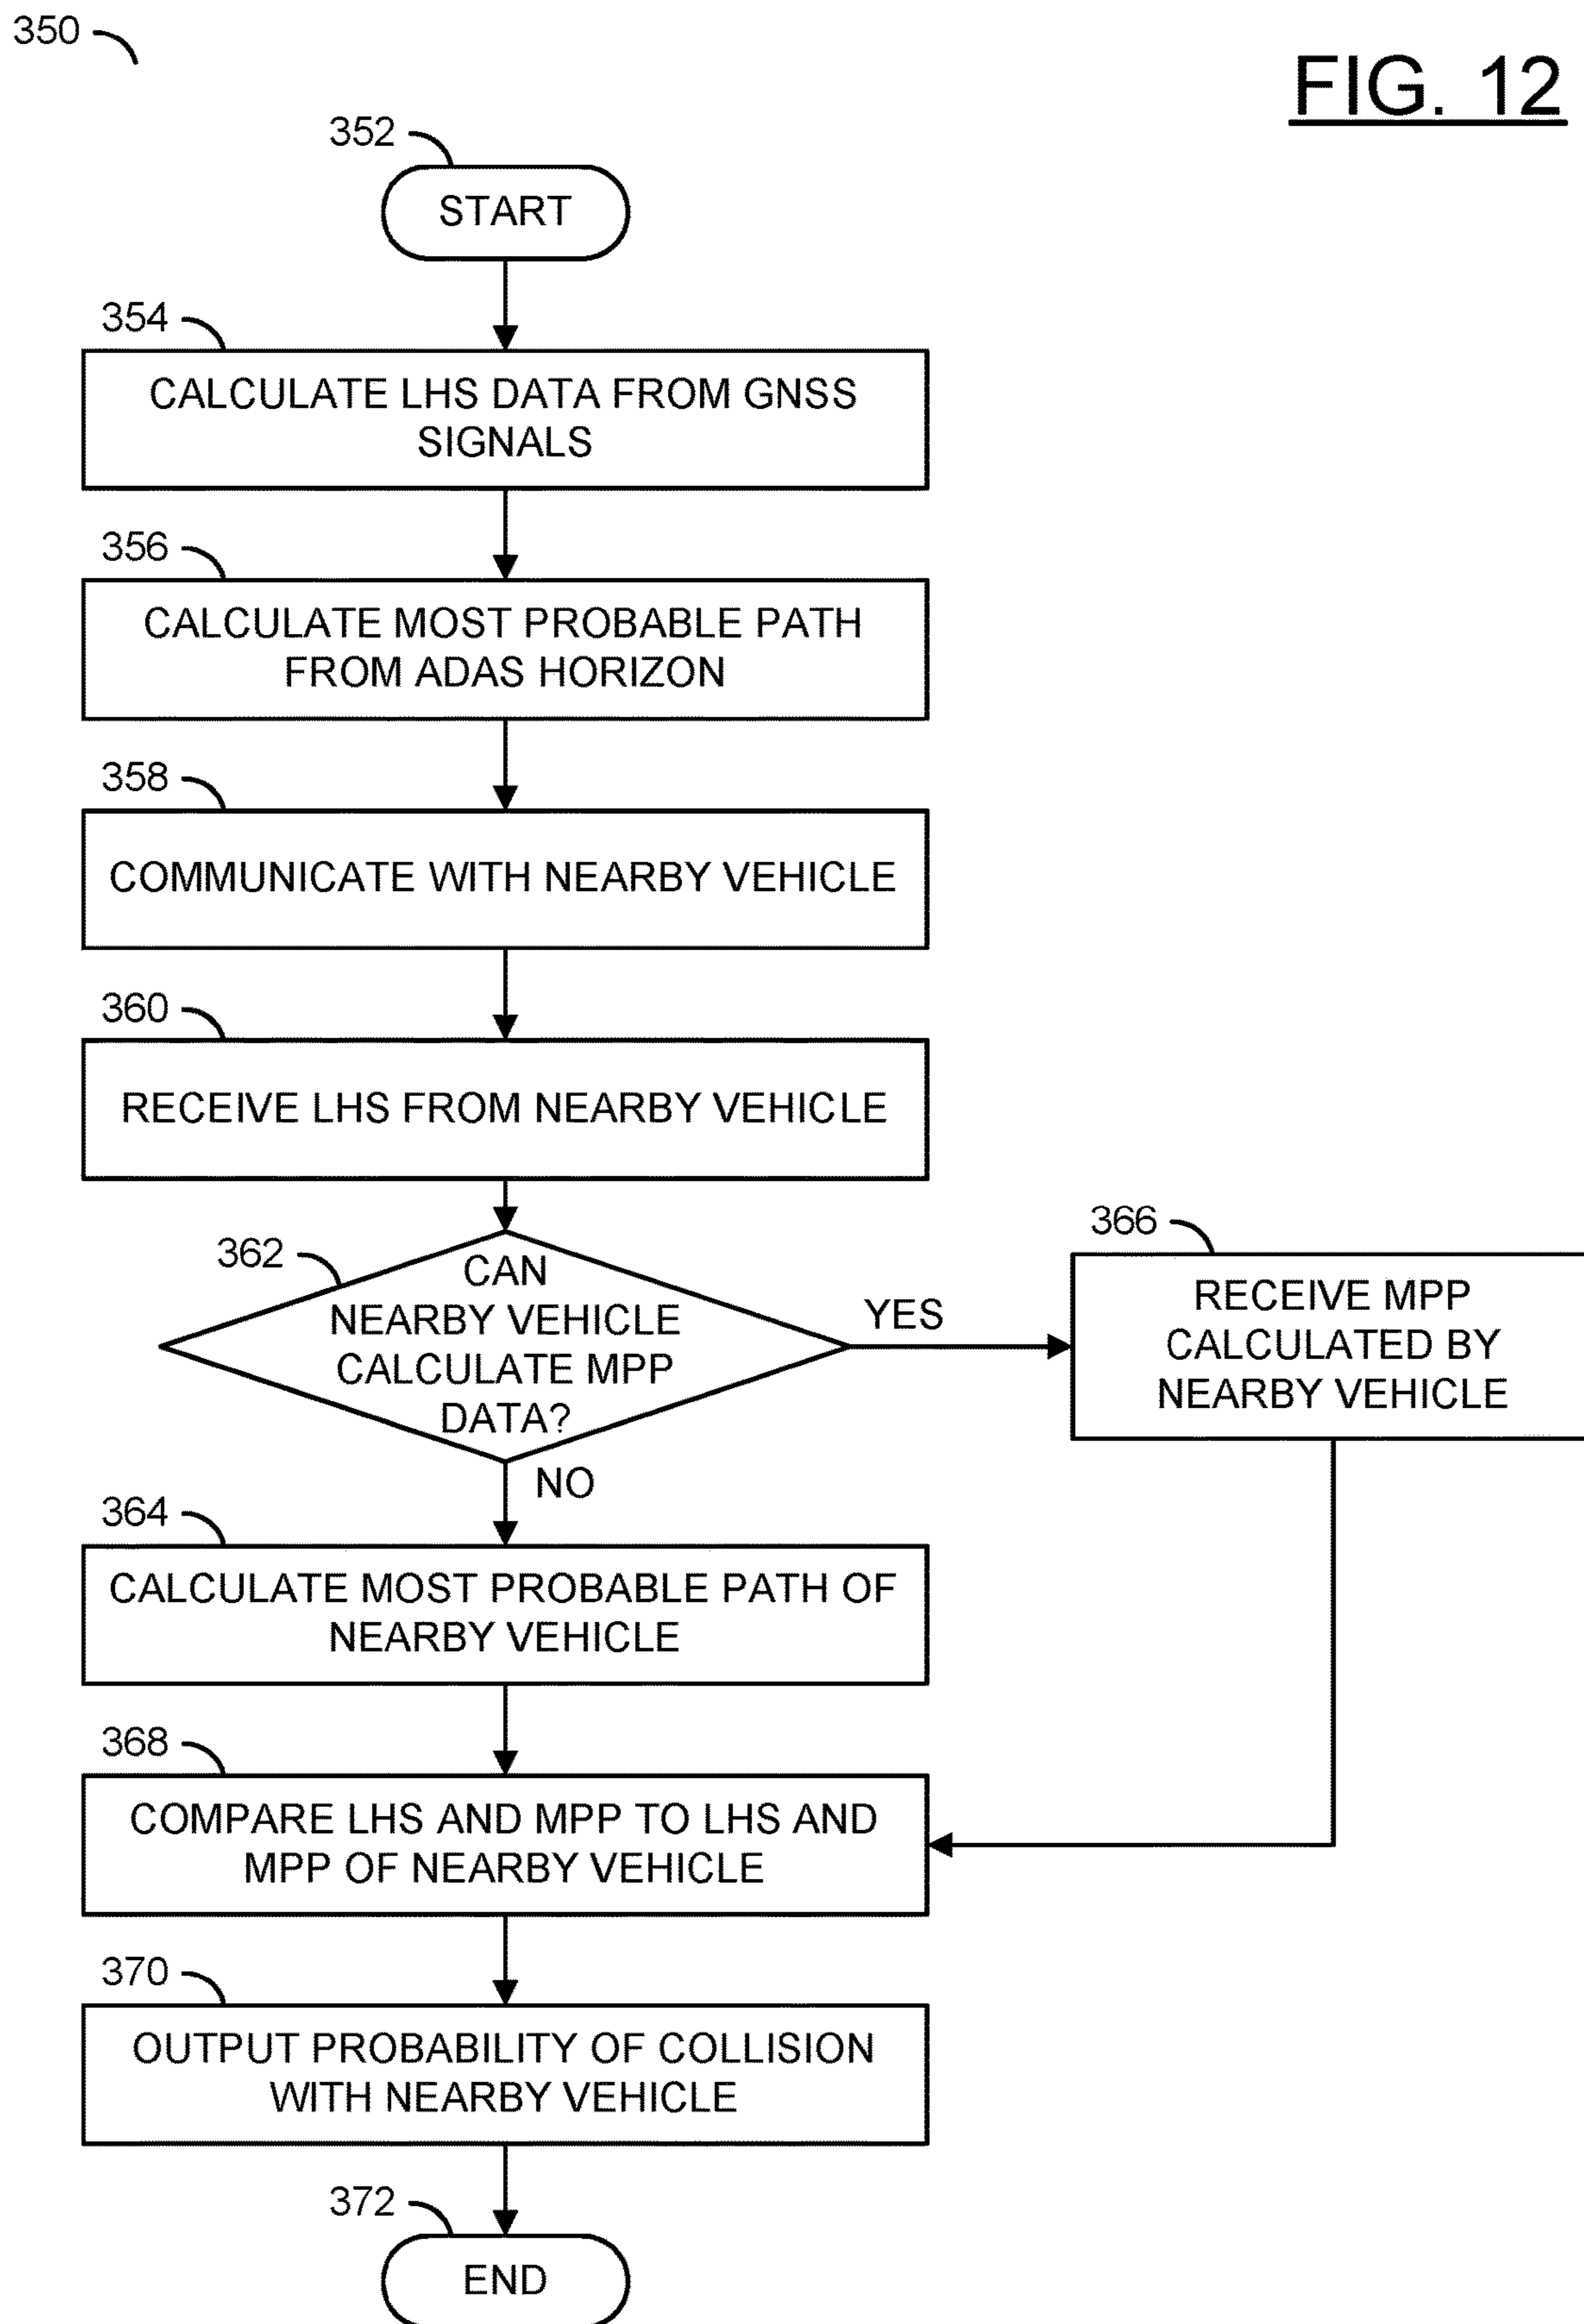 350
FIG. 12
352
START
354
CALCULATE LHS DATA FROM GNSS
SIGNALS
356
CALCULATE MOST PROBABLE PATH
FROM ADAS HORIZON
358
COMMUNICATE WITH NEARBY VEHICLE
360
RECEIVE LHS FROM NEARBY VEHICLE
362
CAN
NEARBY VEHICLE
CALCULATE MPP
DATA?
YES
366
RECEIVE MPP
CALCULATED BY
NEARBY VEHICLE
NO
364
CALCULATE MOST PROBABLE PATH OF
NEARBY VEHICLE
368
COMPARE LHS AND MPP TO LHS AND
MPP OF NEARBY VEHICLE
370
OUTPUT PROBABILITY OF COLLISION
WITH NEARBY VEHICLE
372
END